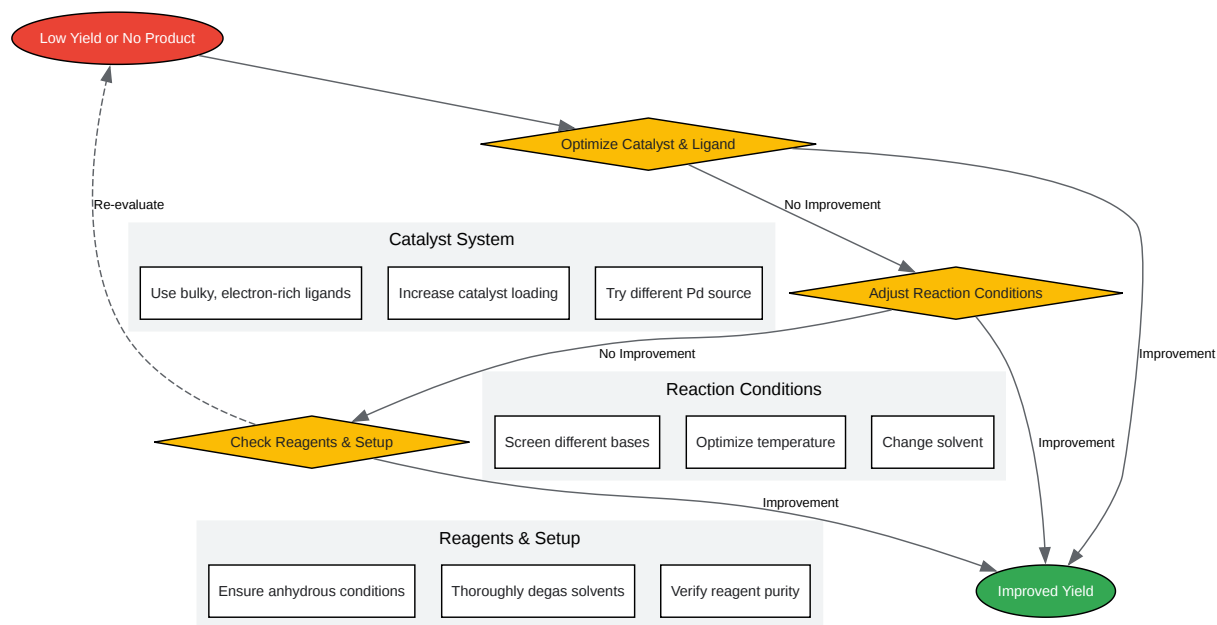 Low Yield or No Product
Optimize Catalyst & Ligand
Re-evaluate
No Improvement
Catalyst System
Use bulky, electron-rich ligands
Increase catalyst loading
Try different Pd source
Adjust Reaction Conditions
No Improvement
Improvement
Reaction Conditions
Screen different bases
Optimize temperature
Change solvent
Check Reagents & Setup
Improvement
Improvement
Reagents & Setup
Ensure anhydrous conditions
Thoroughly degas solvents
Verify reagent purity
Improved Yield